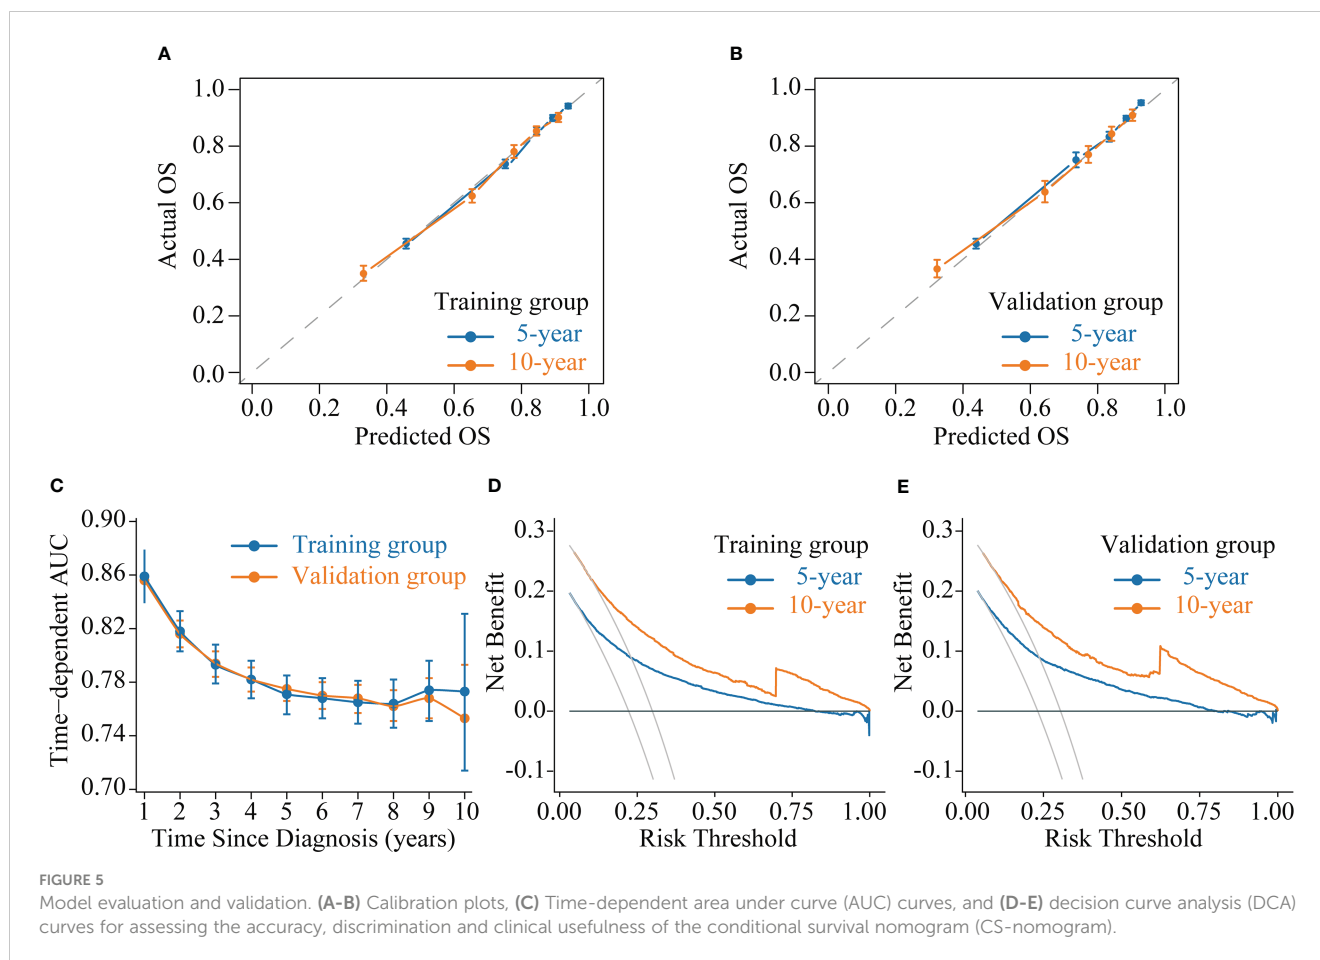 A
1.0
0.8
0.6
0.4
0.2
0.0
Actual OS
Training group
5-year
10-year
0.0 0.2 0.4 0.6 0.8 1.0
Predicted OS
B
1.0
0.8
0.6
0.4
0.2
0.0
Actual OS
Validation group
5-year
10-year
0.0 0.2 0.4 0.6 0.8 1.0
Predicted OS
C
0.90
0.86
0.82
0.78
0.74
0.70
Time-dependent AUC
Training group
Validation group
1 2 3 4 5 6 7 8 9 10
Time Since Diagnosis (years)
D
0.3
0.2
0.1
0.0
-0.1
Net Benefit
Training group
5-year
10-year
0.00 0.25 0.50 0.75 1.00
Risk Threshold
E
0.3
0.2
0.1
0.0
-0.1
Net Benefit
Validation group
5-year
10-year
0.00 0.25 0.50 0.75 1.00
Risk Threshold
FIGURE 5
Model evaluation and validation. (A-B) Calibration plots, (C) Time-dependent area under curve (AUC) curves, and (D-E) decision curve analysis (DCA)
curves for assessing the accuracy, discrimination and clinical usefulness of the conditional survival nomogram (CS-nomogram).